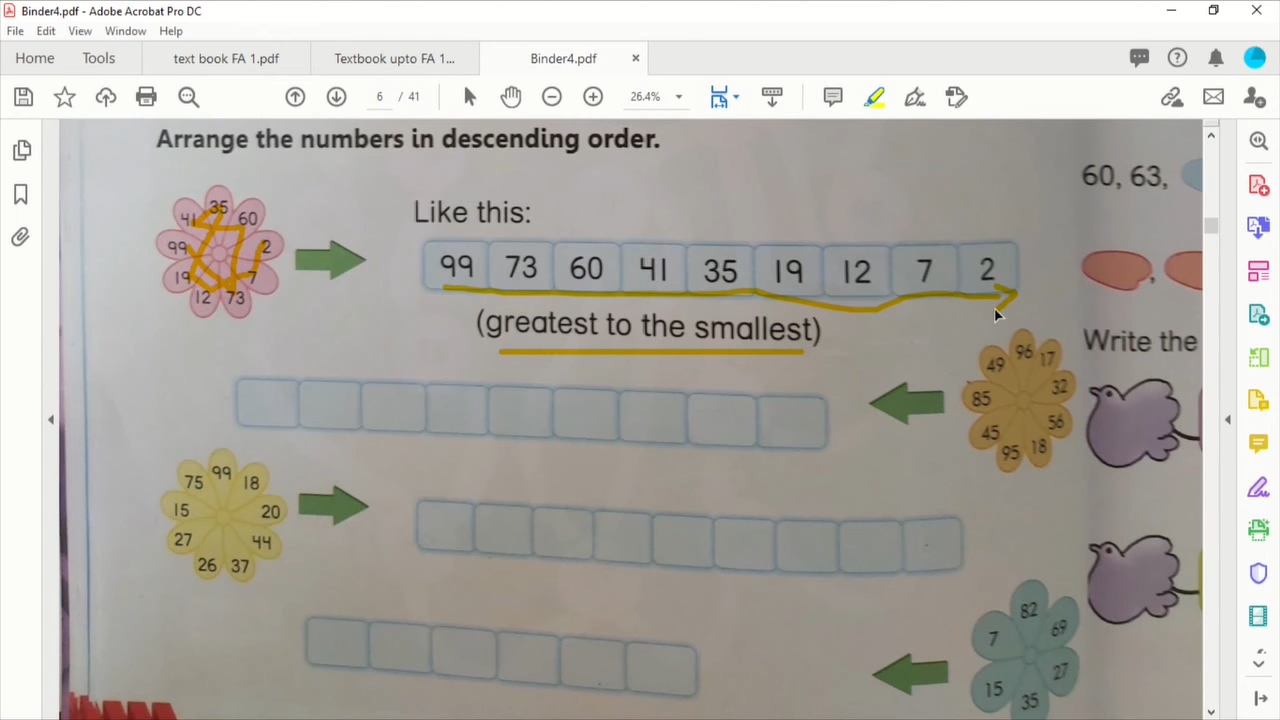 Binder4.pdf - Adobe Acrobat Pro DC
File Edit View Window Help
Home Tools text book FA 1.pdf Textbook upto FA 1... Binder4.pdf
6 / 41 26.4%
Arrange the numbers in descending order.
Like this:
41 35 60 2 7 73 12 19 99
99 73 60 41 35 19 12 7 2
(greatest to the smallest)
49 96 17 32 56 18 95 45 85
75 99 18 20 44 37 26 27 15
7 82 69 27 35 15
60, 63,
,
Write the